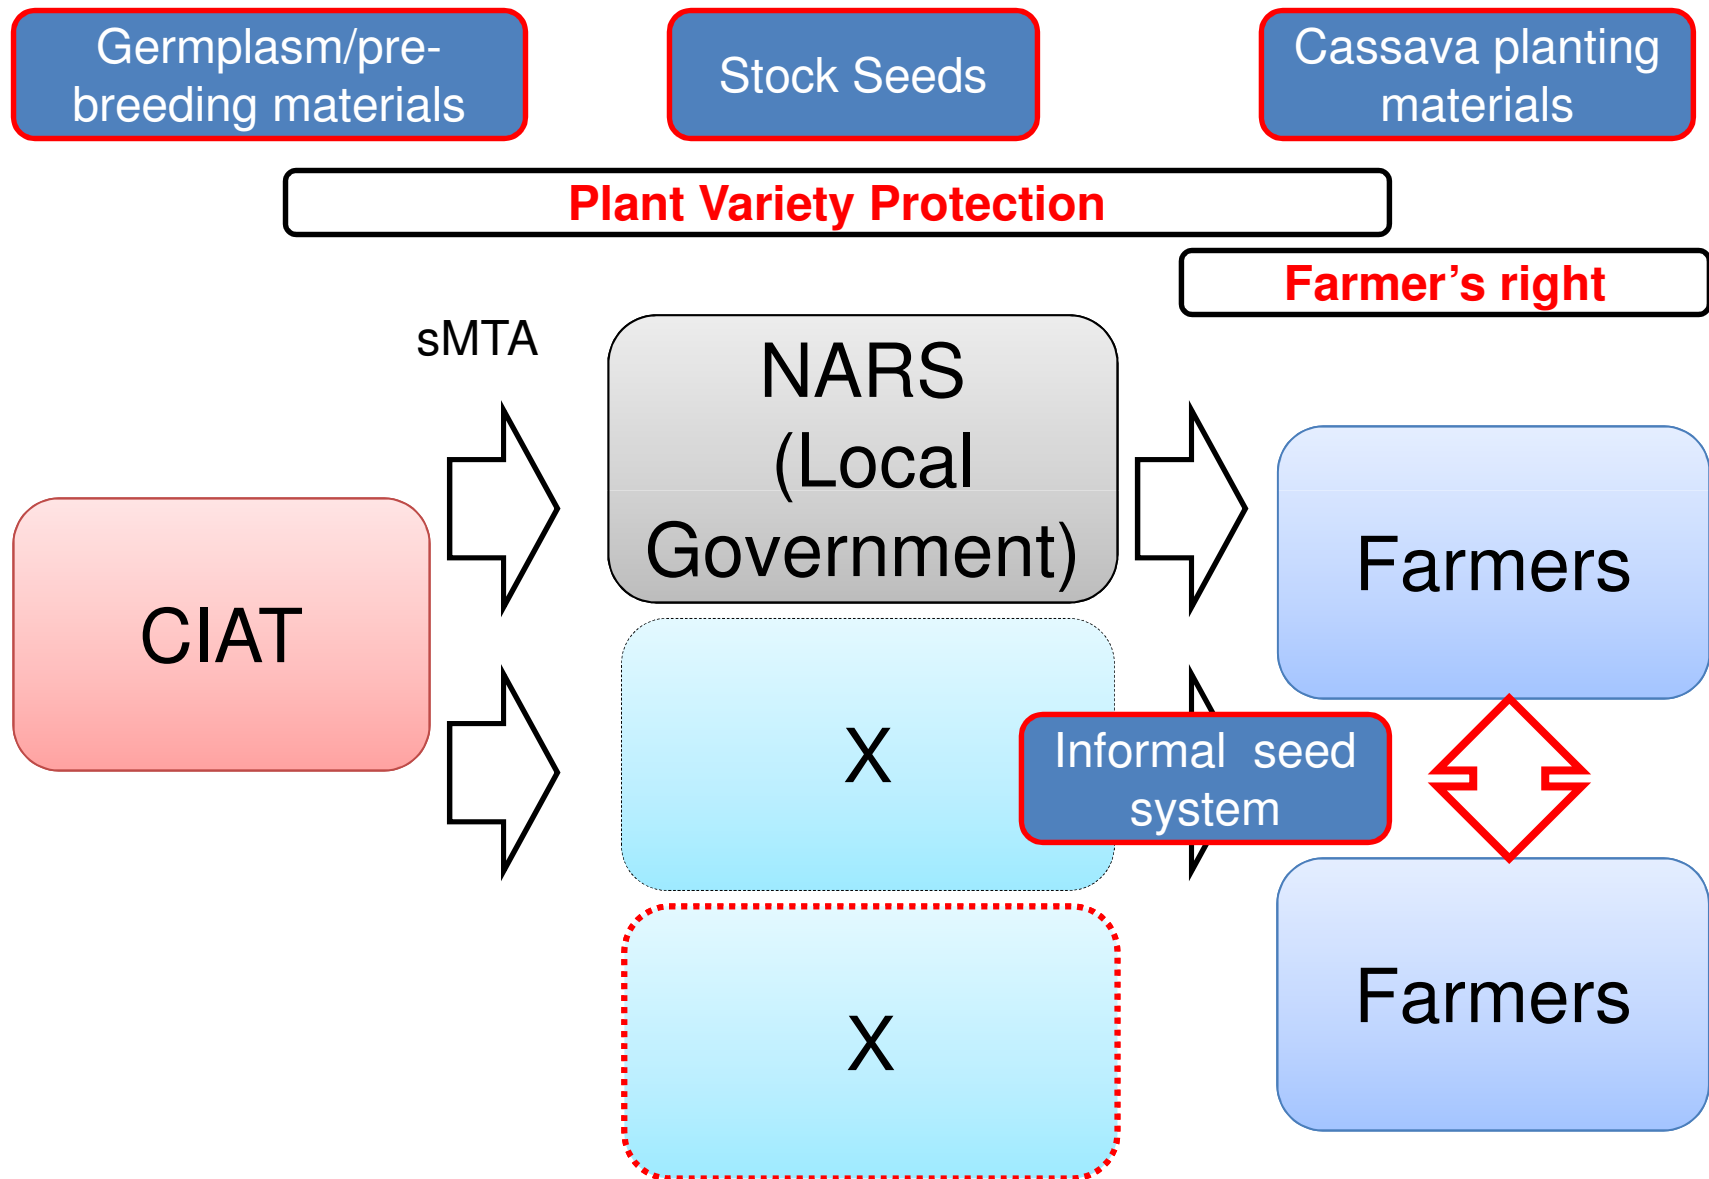 Germplasm/pre-
breeding materials
Stock Seeds
Cassava planting
materials
Plant Variety Protection
Farmer’s right
sMTA
NARS
(Local
Government)
CIAT
Farmers
X
Informal seed
system
Farmers
X